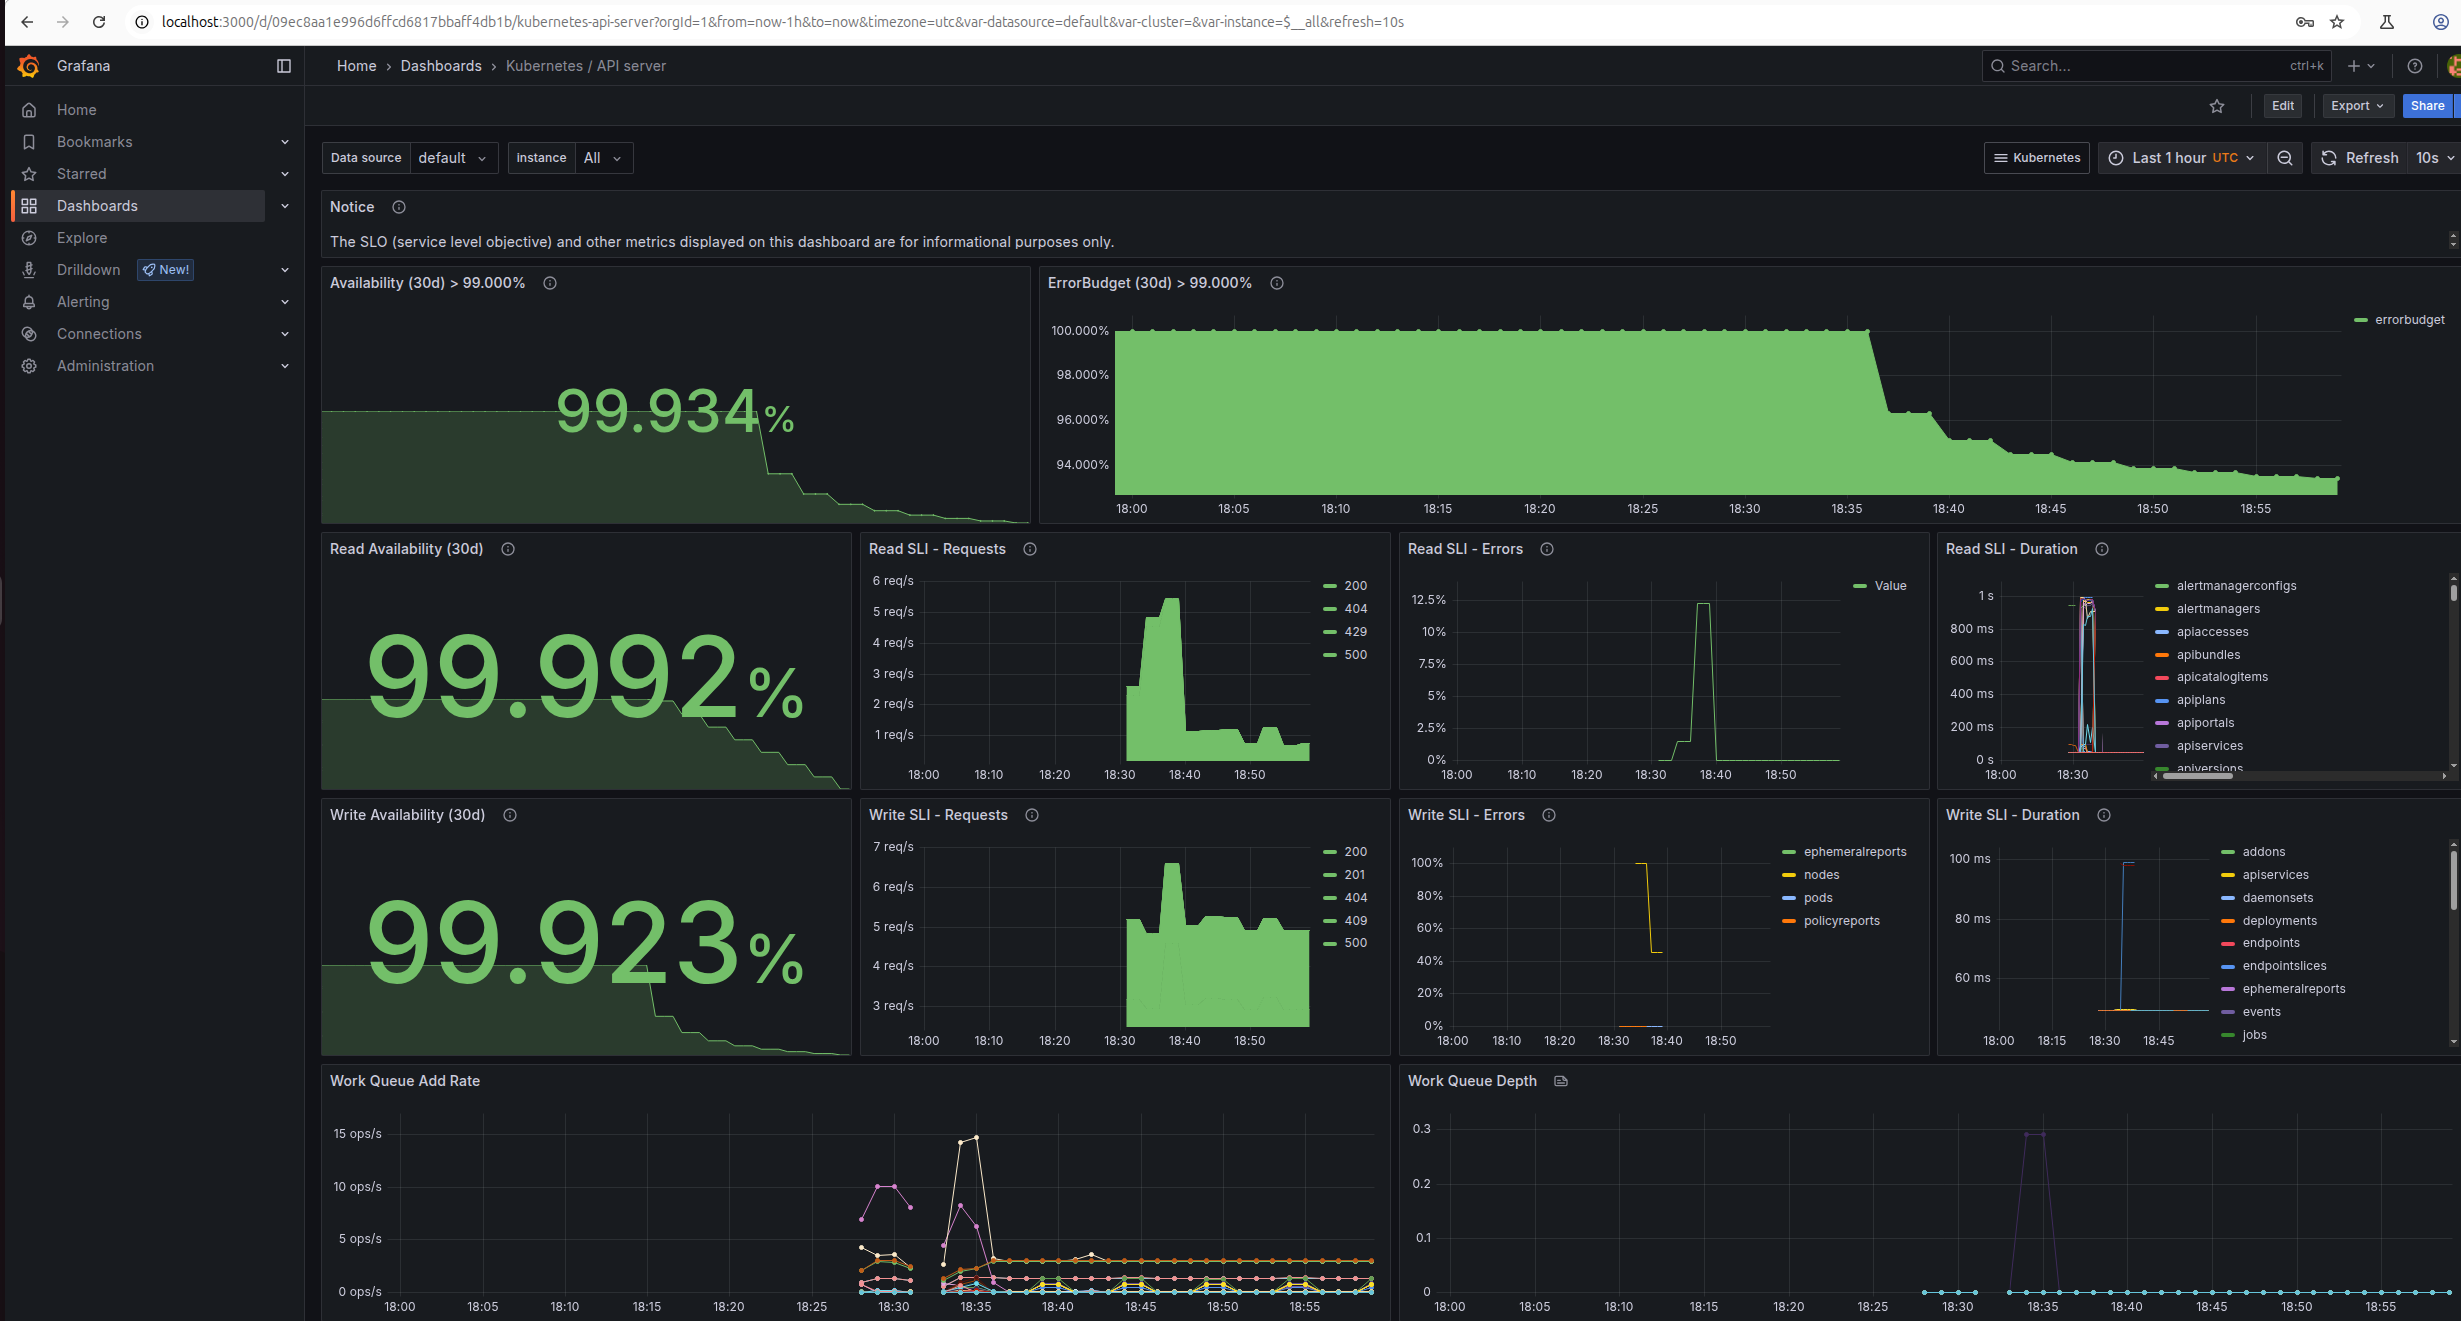 localhost:3000/d/09ec8aa1e996d6ffcd6817bbaff4db1b/kubernetes-api-server?orgId=1&from=now-1h&to=now&timezone=utc&var-datasource=default&var-cluster=&var-instance=$__all&refresh=10s
Grafana
Home › Dashboards › Kubernetes / API server
Search...
ctrl+k
Edit
Export
Share
Home
Bookmarks
Starred
Dashboards
Explore
Drilldown
New!
Alerting
Connections
Administration
Data source
default
instance
All
Kubernetes
Last 1 hour UTC
Refresh
10s
Notice
The SLO (service level objective) and other metrics displayed on this dashboard are for informational purposes only.
Availability (30d) > 99.000%
99.934%
ErrorBudget (30d) > 99.000%
100.000%
98.000%
96.000%
94.000%
18:00 18:05 18:10 18:15 18:20 18:25 18:30 18:35 18:40 18:45 18:50 18:55
errorbudget
Read Availability (30d)
99.992%
Read SLI - Requests
6 req/s
5 req/s
4 req/s
3 req/s
2 req/s
1 req/s
18:00 18:10 18:20 18:30 18:40 18:50
200
404
429
500
Read SLI - Errors
12.5%
10%
7.5%
5%
2.5%
0%
18:00 18:10 18:20 18:30 18:40 18:50
Value
Read SLI - Duration
1 s
800 ms
600 ms
400 ms
200 ms
0 s
18:00 18:30
alertmanagerconfigs
alertmanagers
apiaccesses
apibundles
apicatalogitems
apiplans
apiportals
apiservices
apiversions
Write Availability (30d)
99.923%
Write SLI - Requests
7 req/s
6 req/s
5 req/s
4 req/s
3 req/s
18:00 18:10 18:20 18:30 18:40 18:50
200
201
404
409
500
Write SLI - Errors
100%
80%
60%
40%
20%
0%
18:00 18:10 18:20 18:30 18:40 18:50
ephemeralreports
nodes
pods
policyreports
Write SLI - Duration
100 ms
80 ms
60 ms
18:00 18:15 18:30 18:45
addons
apiservices
daemonsets
deployments
endpoints
endpointslices
ephemeralreports
events
jobs
Work Queue Add Rate
15 ops/s
10 ops/s
5 ops/s
0 ops/s
18:00 18:05 18:10 18:15 18:20 18:25 18:30 18:35 18:40 18:45 18:50 18:55
Work Queue Depth
0.3
0.2
0.1
0
18:00 18:05 18:10 18:15 18:20 18:25 18:30 18:35 18:40 18:45 18:50 18:55